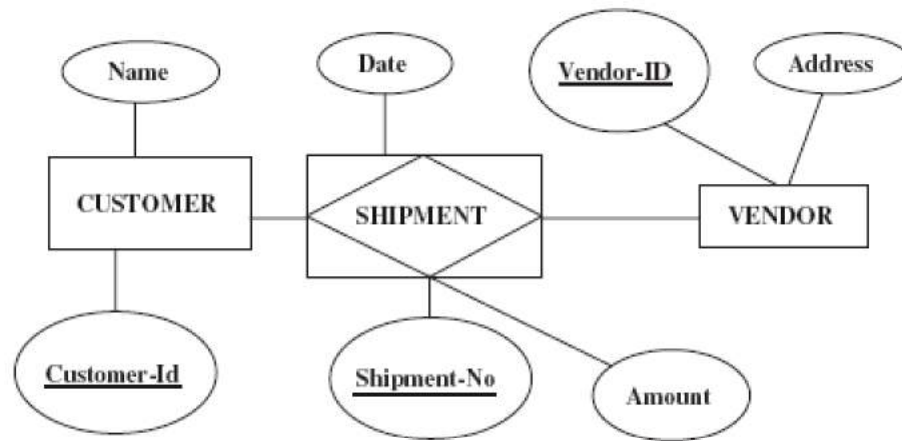 Name
Date
Vendor-ID
Address
CUSTOMER
SHIPMENT
VENDOR
Customer-Id
Shipment-No
Amount